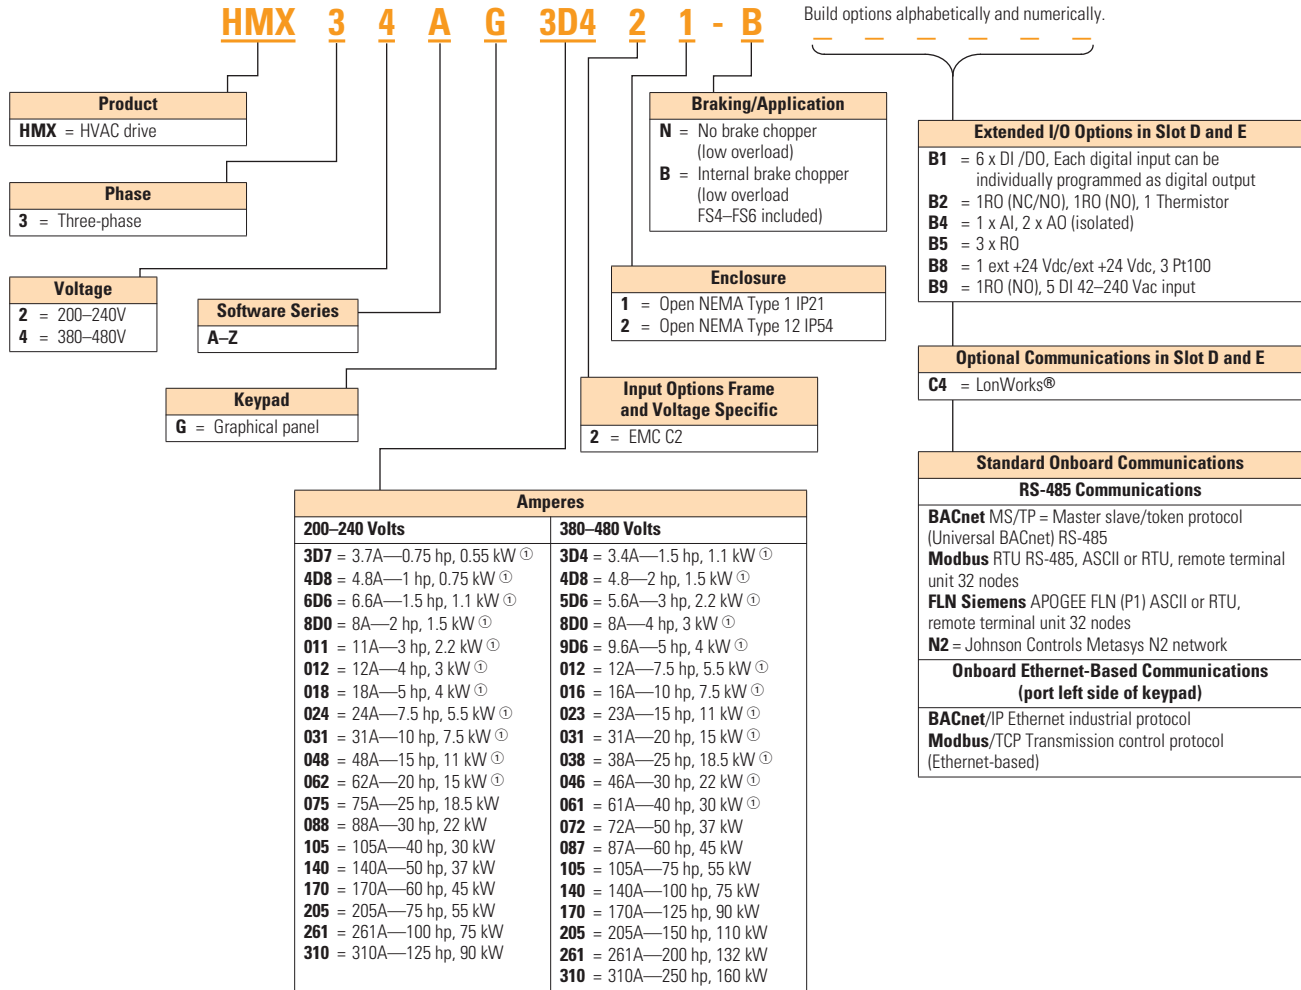 HMX 3 4 A G 3D4 2 1 - B
Build options alphabetically and numerically.
Product
HMX = HVAC drive
Phase
3 = Three-phase
Voltage
2 = 200–240V
4 = 380–480V
Software Series
A–Z
Keypad
G = Graphical panel
Amperes
200–240 Volts
3D7 = 3.7A—0.75 hp, 0.55 kW ①
4D8 = 4.8A—1 hp, 0.75 kW ①
6D6 = 6.6A—1.5 hp, 1.1 kW ①
8D0 = 8A—2 hp, 1.5 kW ①
011 = 11A—3 hp, 2.2 kW ①
012 = 12A—4 hp, 3 kW ①
018 = 18A—5 hp, 4 kW ①
024 = 24A—7.5 hp, 5.5 kW ①
031 = 31A—10 hp, 7.5 kW ①
048 = 48A—15 hp, 11 kW ①
062 = 62A—20 hp, 15 kW ①
075 = 75A—25 hp, 18.5 kW
088 = 88A—30 hp, 22 kW
105 = 105A—40 hp, 30 kW
140 = 140A—50 hp, 37 kW
170 = 170A—60 hp, 45 kW
205 = 205A—75 hp, 55 kW
261 = 261A—100 hp, 75 kW
310 = 310A—125 hp, 90 kW
380–480 Volts
3D4 = 3.4A—1.5 hp, 1.1 kW ①
4D8 = 4.8—2 hp, 1.5 kW ①
5D6 = 5.6A—3 hp, 2.2 kW ①
8D0 = 8A—4 hp, 3 kW ①
9D6 = 9.6A—5 hp, 4 kW ①
012 = 12A—7.5 hp, 5.5 kW ①
016 = 16A—10 hp, 7.5 kW ①
023 = 23A—15 hp, 11 kW ①
031 = 31A—20 hp, 15 kW ①
038 = 38A—25 hp, 18.5 kW ①
046 = 46A—30 hp, 22 kW ①
061 = 61A—40 hp, 30 kW ①
072 = 72A—50 hp, 37 kW
087 = 87A—60 hp, 45 kW
105 = 105A—75 hp, 55 kW
140 = 140A—100 hp, 75 kW
170 = 170A—125 hp, 90 kW
205 = 205A—150 hp, 110 kW
261 = 261A—200 hp, 132 kW
310 = 310A—250 hp, 160 kW
Input Options Frame
and Voltage Specific
2 = EMC C2
Enclosure
1 = Open NEMA Type 1 IP21
2 = Open NEMA Type 12 IP54
Braking/Application
N = No brake chopper
(low overload)
B = Internal brake chopper
(low overload
FS4–FS6 included)
Extended I/O Options in Slot D and E
B1 = 6 x DI /DO, Each digital input can be
individually programmed as digital output
B2 = 1RO (NC/NO), 1RO (NO), 1 Thermistor
B4 = 1 x AI, 2 x AO (isolated)
B5 = 3 x RO
B8 = 1 ext +24 Vdc/ext +24 Vdc, 3 Pt100
B9 = 1RO (NO), 5 DI 42–240 Vac input
Optional Communications in Slot D and E
C4 = LonWorks®
Standard Onboard Communications
RS-485 Communications
BACnet MS/TP = Master slave/token protocol
(Universal BACnet) RS-485
Modbus RTU RS-485, ASCII or RTU, remote terminal
unit 32 nodes
FLN Siemens APOGEE FLN (P1) ASCII or RTU,
remote terminal unit 32 nodes
N2 = Johnson Controls Metasys N2 network
Onboard Ethernet-Based Communications
(port left side of keypad)
BACnet/IP Ethernet industrial protocol
Modbus/TCP Transmission control protocol
(Ethernet-based)